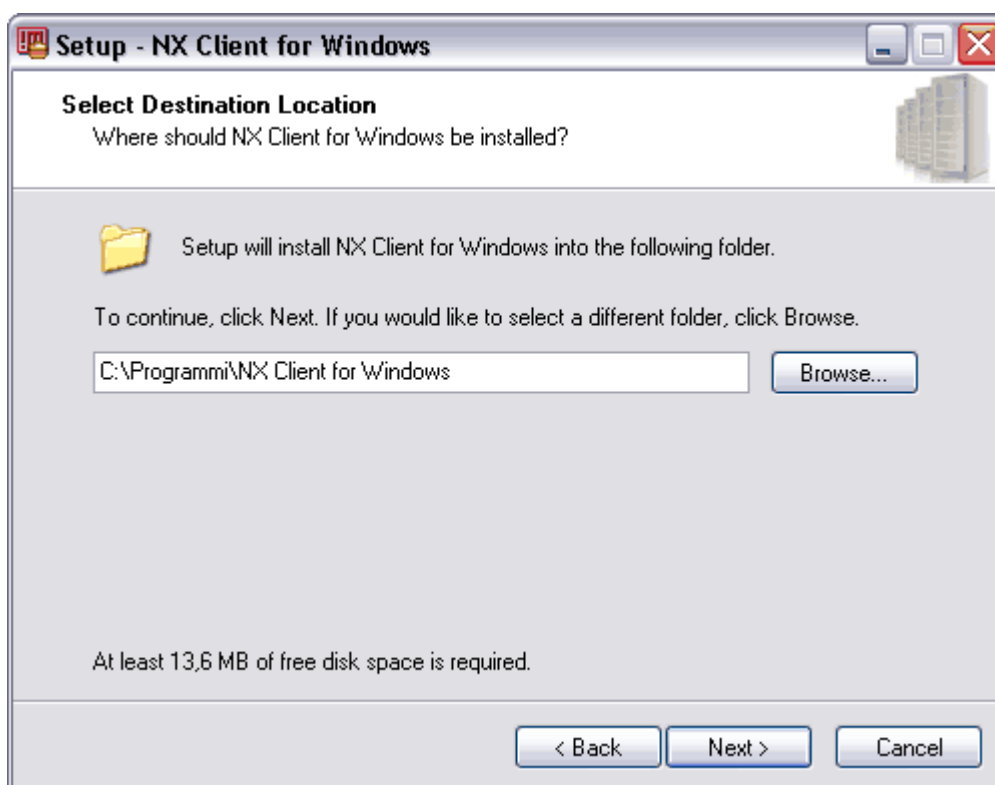 Setup - NX Client for Windows
Select Destination Location
Where should NX Client for Windows be installed?
Setup will install NX Client for Windows into the following folder.
To continue, click Next. If you would like to select a different folder, click Browse.
C:\Programmi\NX Client for Windows
Browse...
At least 13,6 MB of free disk space is required.
< Back
Next >
Cancel